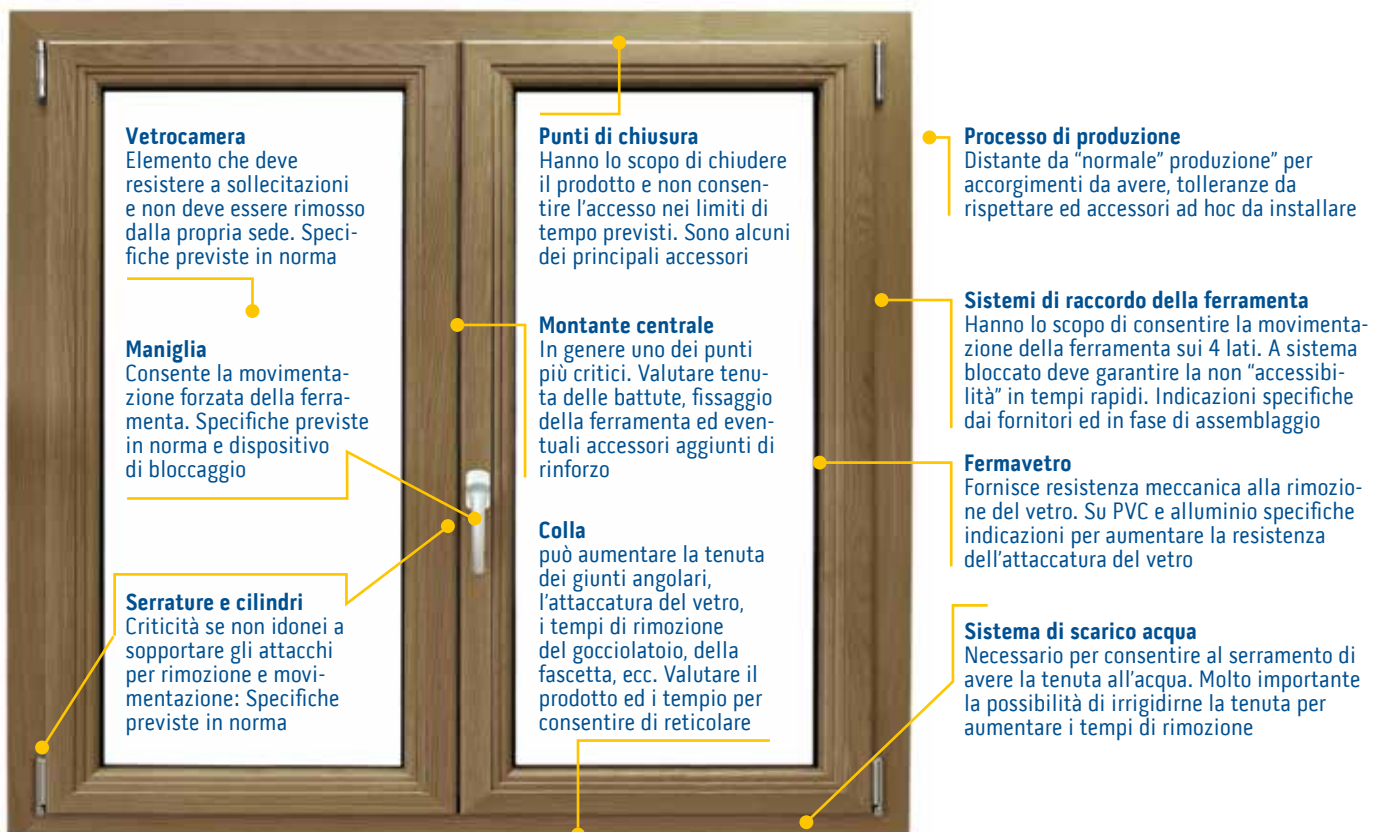 Vetrocamera
Elemento che deve
resistere a sollecitazioni
e non deve essere rimosso
dalla propria sede. Speci-
fiche previste in norma
Maniglia
Consente la movimenta-
zione forzata della ferra-
menta. Specifiche previste
in norma e dispositivo
di bloccaggio
Serrature e cilindri
Criticità se non idonei a
sopportare gli attacchi
per rimozione e movi-
mentazione: Specifiche
previste in norma
Punti di chiusura
Hanno lo scopo di chiudere
il prodotto e non consen-
tire l'accesso nei limiti di
tempo previsti. Sono alcuni
dei principali accessori
Montante centrale
In genere uno dei punti
più critici. Valutare tenu-
ta delle battute, fissaggio
della ferramenta ed even-
tuali accessori aggiunti di
rinforzo
Colla
può aumentare la tenuta
dei giunti angolari,
l'attaccatura del vetro,
i tempi di rimozione
del gocciolatoio, della
fascetta, ecc. Valutare il
prodotto ed i tempio per
consentire di reticolare
Processo di produzione
Distante da "normale" produzione" per
accorgimenti da avere, tolleranze da
rispettare ed accessori ad hoc da installare
Sistemi di raccordo della ferramenta
Hanno lo scopo di consentire la movimenta-
zione della ferramenta sui 4 lati. A sistema
bloccato deve garantire la non "accessibi-
lità" in tempi rapidi. Indicazioni specifiche
dai fornitori ed in fase di assemblaggio
Fermavetro
Fornisce resistenza meccanica alla rimozio-
ne del vetro. Su PVC e alluminio specifiche
indicazioni per aumentare la resistenza
dell'attaccatura del vetro
Sistema di scarico acqua
Necessario per consentire al serramento di
avere la tenuta all'acqua. Molto importante
la possibilità di irrigidirne la tenuta per
aumentare i tempi di rimozione